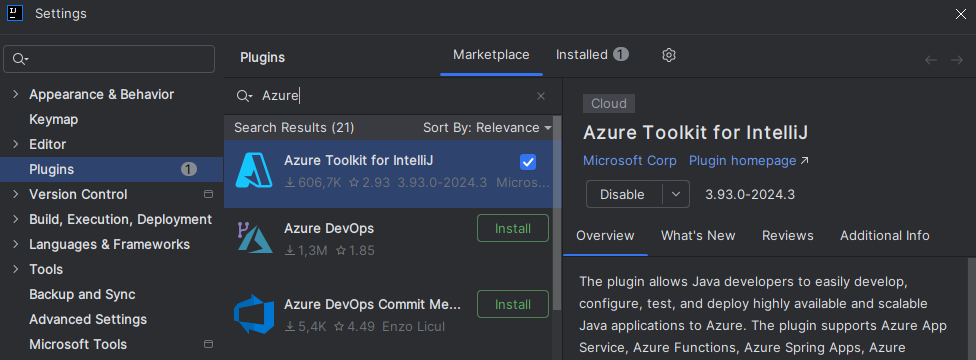 IJ
Settings
Plugins
Marketplace
Installed 1
Appearance & Behavior
Keymap
Editor
Plugins 1
Version Control
Build, Execution, Deployment
Languages & Frameworks
Tools
Backup and Sync
Advanced Settings
Microsoft Tools
Azure
Search Results (21) Sort By: Relevance
Azure Toolkit for IntelliJ
606,7K 2.93 3.93.0-2024.3 Micros...
Azure DevOps
1,3M 1.85
Install
Azure DevOps Commit Me...
5,4K 4.49 Enzo Licul
Install
Cloud
Azure Toolkit for IntelliJ
Microsoft Corp Plugin homepage
Disable 3.93.0-2024.3
Overview What's New Reviews Additional Info
The plugin allows Java developers to easily develop,
configure, test, and deploy highly available and scalable
Java applications to Azure. The plugin supports Azure App
Service, Azure Functions, Azure Spring Apps, Azure